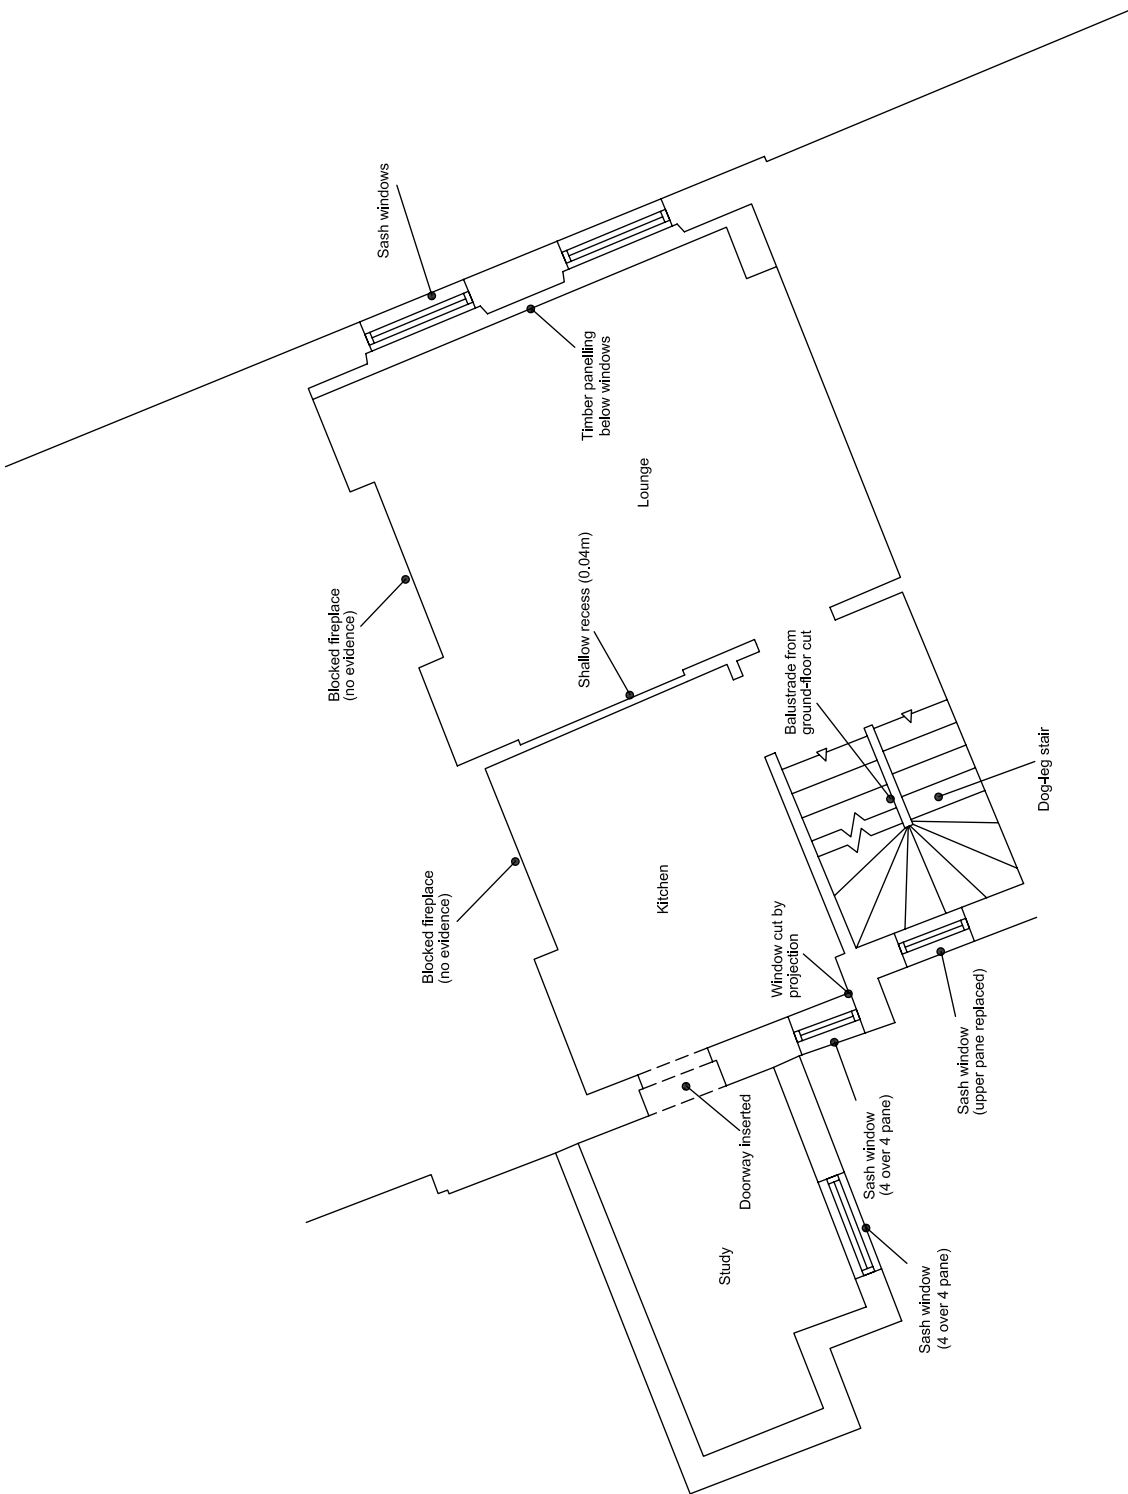 Sash windows
Timber panelling
below windows
Lounge
Blocked fireplace
(no evidence)
Shallow recess (0.04m)
Balustrade from
ground-floor cut
Dog-leg stair
Blocked fireplace
(no evidence)
Kitchen
Window cut by
projection
Sash window
(upper pane replaced)
Sash window
(4 over 4 pane)
Doorway inserted
Study
Sash window
(4 over 4 pane)